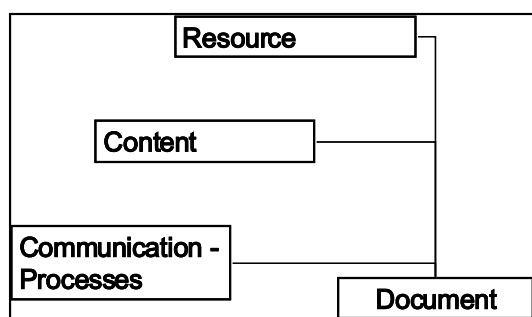 Resource
Content
Communication -
Processes
Document